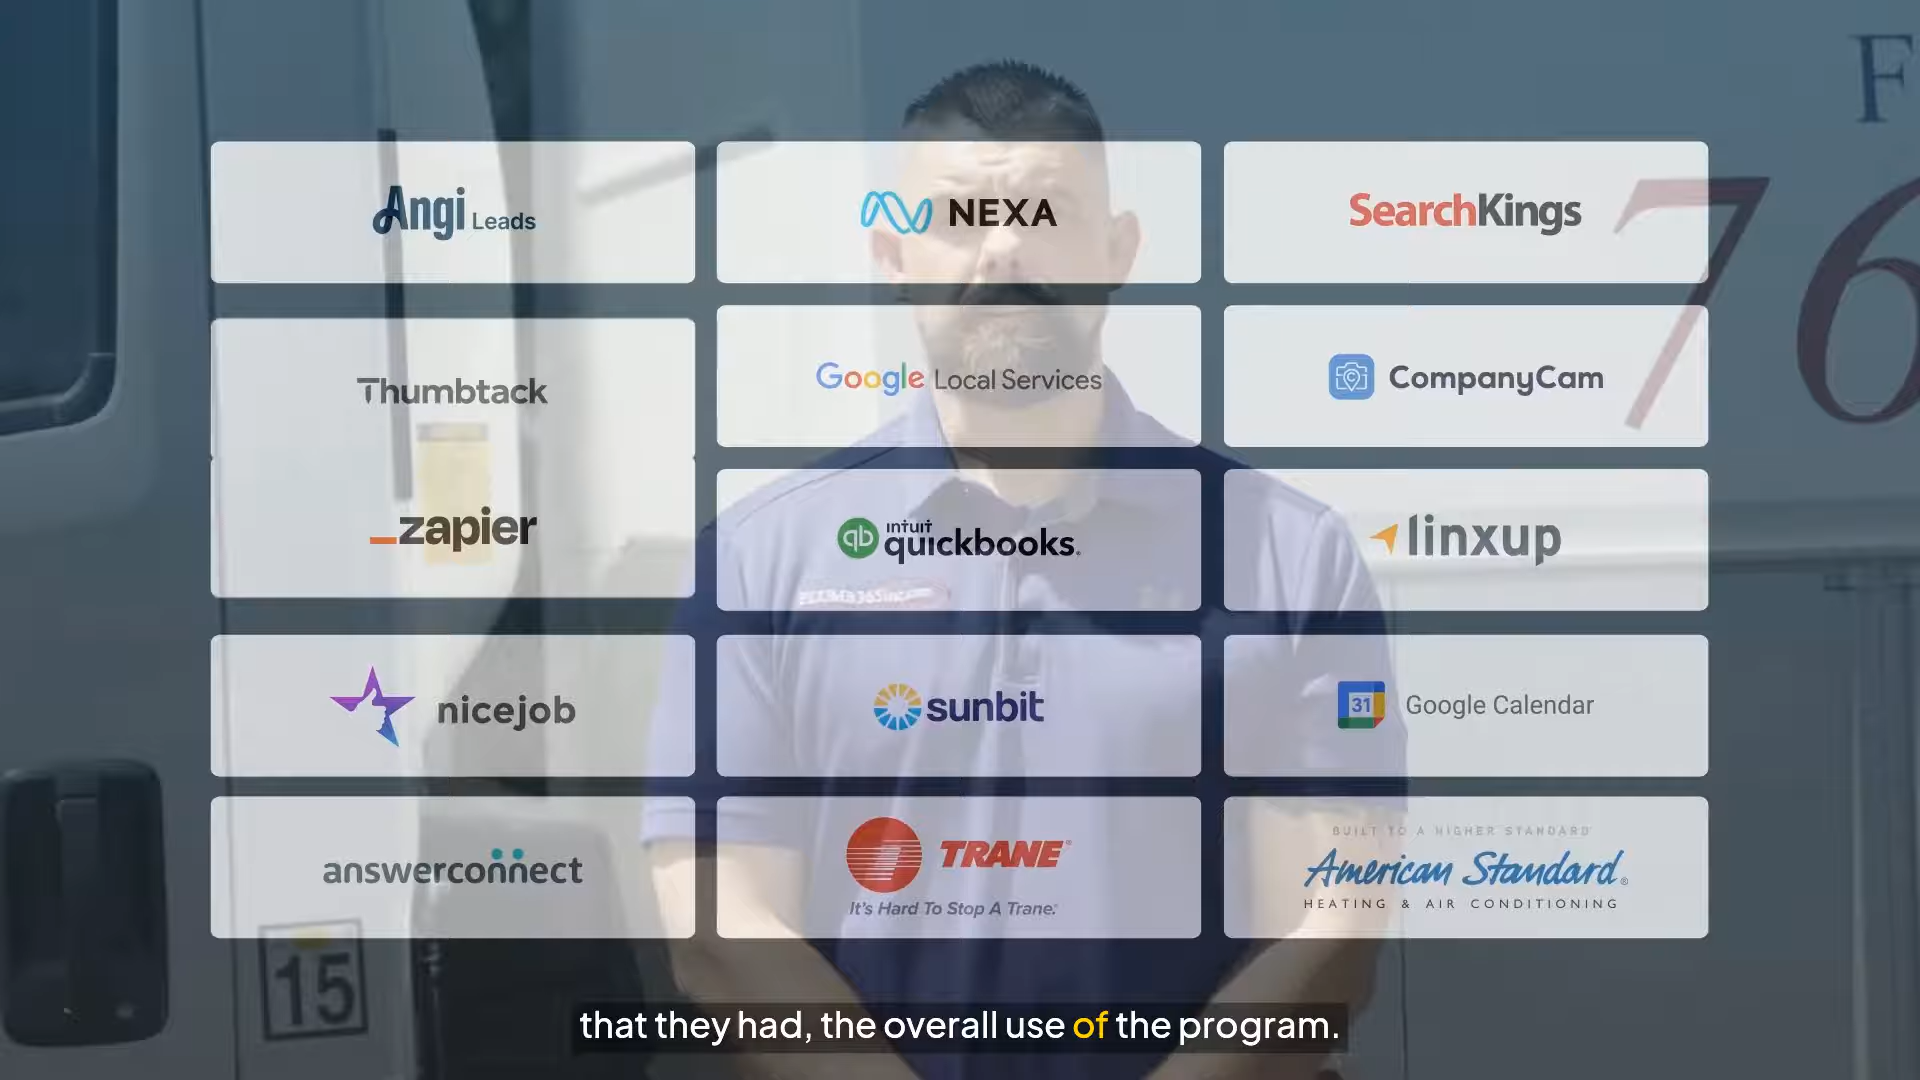 F
76
Angi Leads
NEXA
SearchKings
Thumbtack
Google Local Services
CompanyCam
zapier
intuit
quickbooks.
linxup
nicejob
sunbit
31
Google Calendar
answerconnect
TRANE®
It's Hard To Stop A Trane.®
BUILT TO A HIGHER STANDARD
American Standard®
HEATING & AIR CONDITIONING
15
that they had, the overall use of the program.